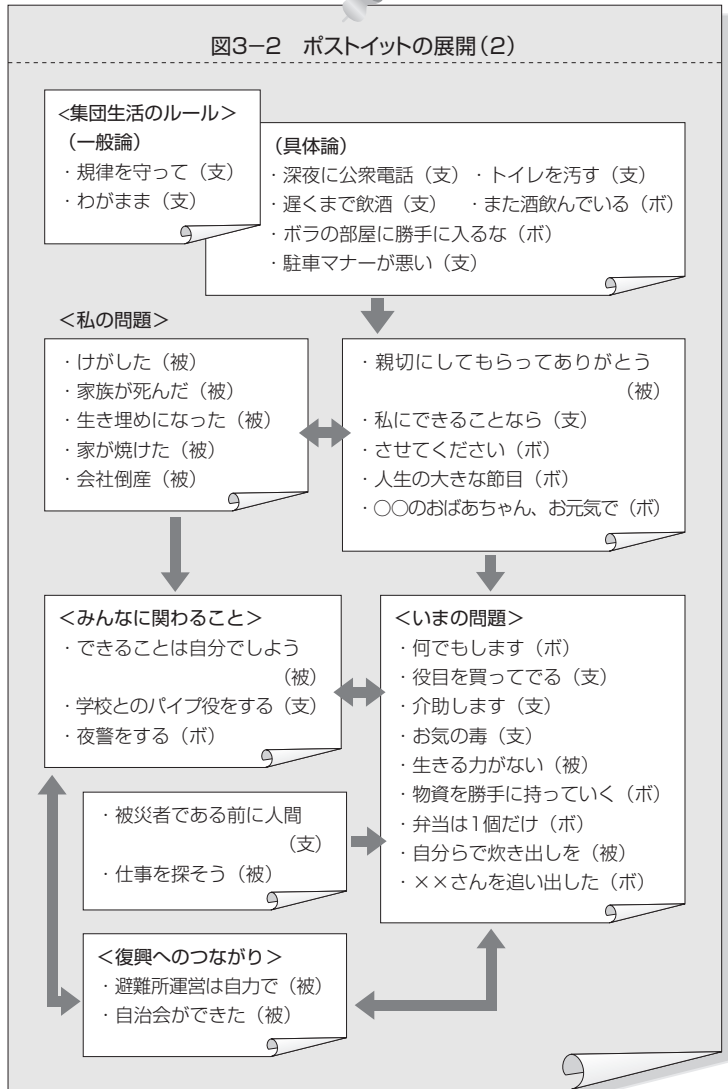 図3−2 ポストイットの展開(2)
<集団生活のルール>
(一般論)
・規律を守って(支)
・わがまま(支)
(具体論)
・深夜に公衆電話(支) ・トイレを汚す(支)
・遅くまで飲酒(支) ・また酒飲んでいる(ボ)
・ボラの部屋に勝手に入るな(ボ)
・駐車マナーが悪い(支)
<私の問題>
・けがした(被)
・家族が死んだ(被)
・生き埋めになった(被)
・家が焼けた(被)
・会社倒産(被)
・親切にしてもらってありがとう
(被)
・私にできることなら(支)
・させてください(ボ)
・人生の大きな節目(ボ)
・○○のおばあちゃん、お元気で(ボ)
<みんなに関わること>
・できることは自分でしよう
(被)
・学校とのパイプ役をする(支)
・夜警をする(ボ)
<いまの問題>
・何でもします(ボ)
・役目を買ってでる(支)
・介助します(支)
・お気の毒(支)
・生きる力がない(被)
・物資を勝手に持っていく(ボ)
・弁当は1個だけ(ボ)
・自分らで炊き出しを(被)
・××さんを追い出した(ボ)
・被災者である前に人間
(支)
・仕事を探そう(被)
<復興へのつながり>
・避難所運営は自力で(被)
・自治会ができた(被)